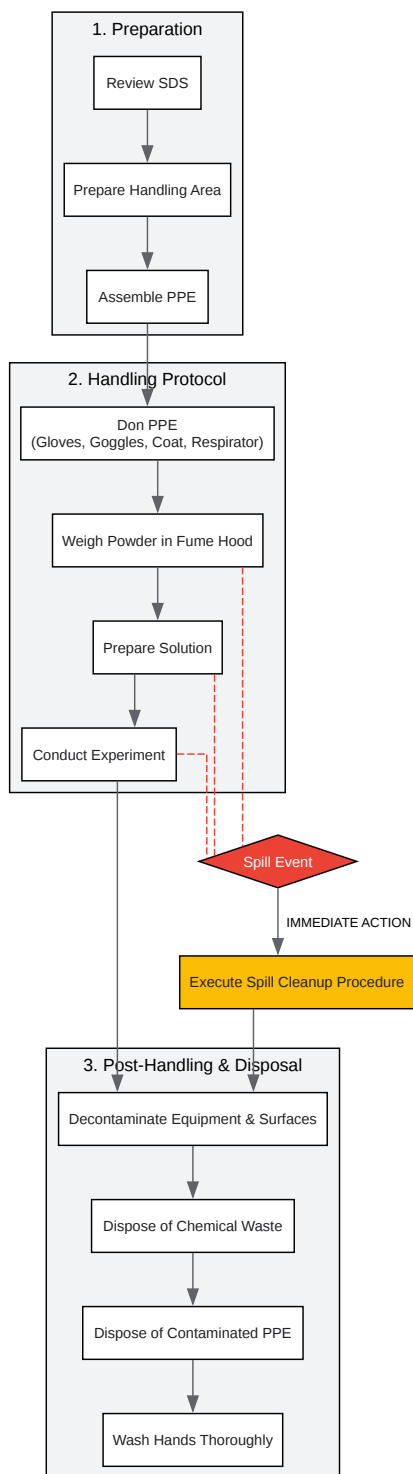 1. Preparation
Review SDS
Prepare Handling Area
Assemble PPE
2. Handling Protocol
Don PPE
(Gloves, Goggles, Coat, Respirator)
Weigh Powder in Fume Hood
Prepare Solution
Conduct Experiment
Spill Event
IMMEDIATE ACTION
Execute Spill Cleanup Procedure
3. Post-Handling & Disposal
Decontaminate Equipment & Surfaces
Dispose of Chemical Waste
Dispose of Contaminated PPE
Wash Hands Thoroughly